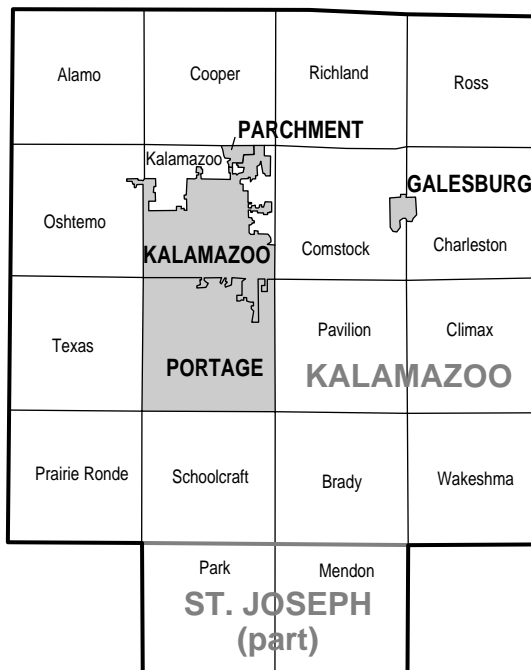 Alamo
Cooper
Richland
Ross
PARCHMENT
Kalamazoo
GALESBURG
Oshtemo
KALAMAZOO
Comstock
Charleston
Texas
Pavilion
Climax
PORTAGE
KALAMAZOO
Prairie Ronde
Schoolcraft
Brady
Wakeshma
Park
Mendon
ST. JOSEPH
(part)